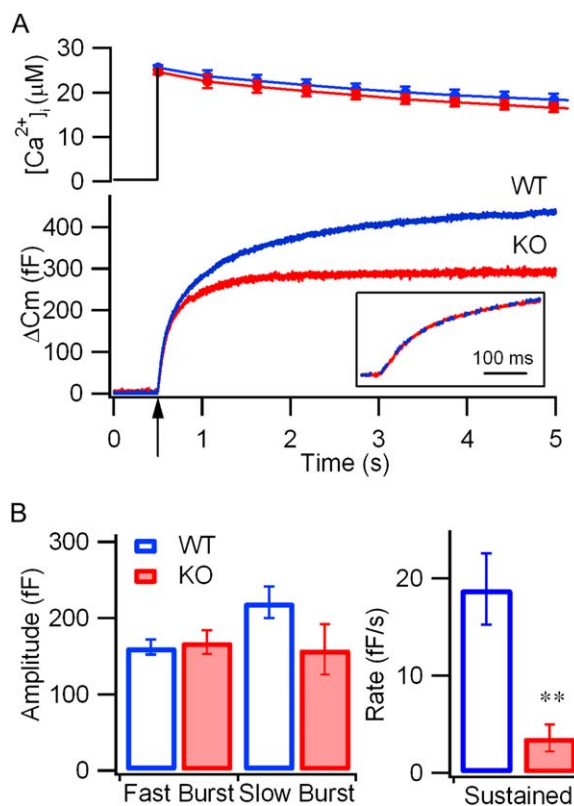 A
[Ca²⁺]ᵢ (μM)
30
20
10
0
WT
KO
ΔCm (fF)
400
300
200
100
0
100 ms
0 1 2 3 4 5
Time (s)
B
Amplitude (fF)
300
200
100
0
WT
KO
Fast Burst Slow Burst
Rate (fF/s)
20
10
0
**
Sustained